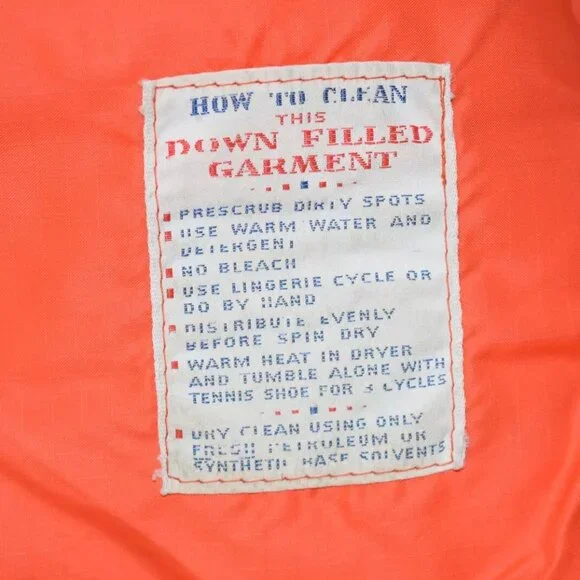 HOW TO CLEAN
THIS
DOWN FILLED
GARMENT
PRESCRUB DIRTY SPOTS
USE WARM WATER AND
DETERGENT
NO BLEACH
USE LINGERIE CYCLE OR
DO BY HAND
DISTRIBUTE EVENLY
BEFORE SPIN DRY
WARM HEAT IN DRYER
AND TUMBLE ALONE WITH
TENNIS SHOE FOR 3 CYCLES
DRY CLEAN USING ONLY
FRESH PETROLEUM OR
SYNTHETIC BASE SOLVENTS